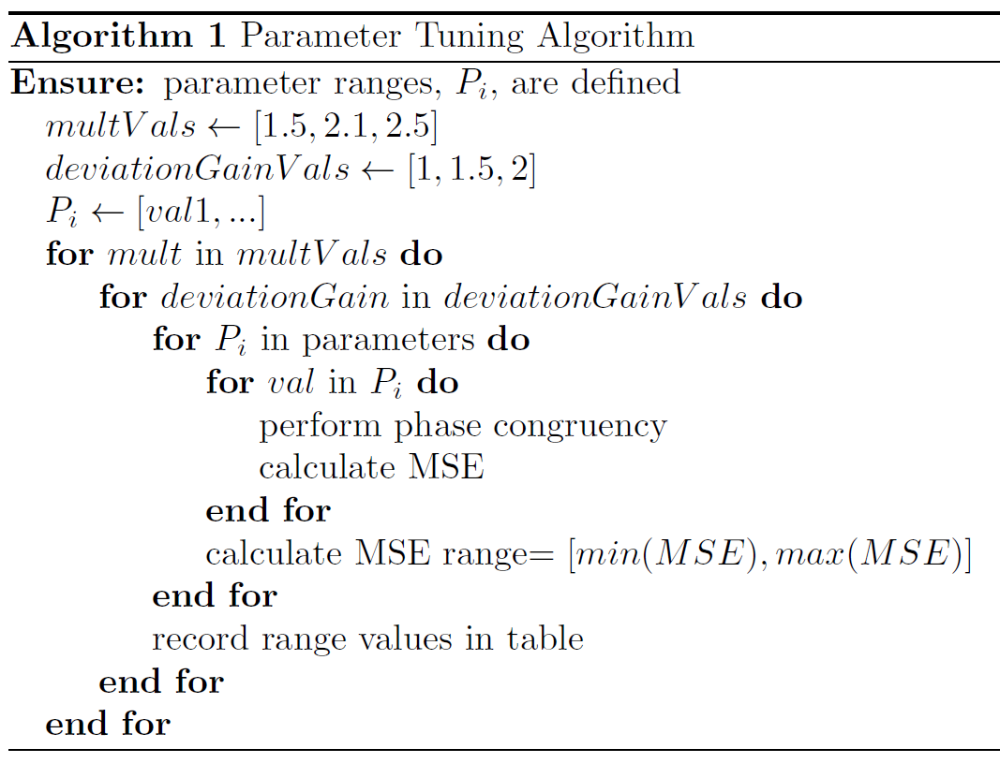 Algorithm 1 Parameter Tuning Algorithm
Ensure: parameter ranges, P_i, are defined
multVals ← [1.5, 2.1, 2.5]
deviationGainVals ← [1, 1.5, 2]
P_i ← [val1, ...]
for mult in multVals do
for deviationGain in deviationGainVals do
for P_i in parameters do
for val in P_i do
perform phase congruency
calculate MSE
end for
calculate MSE range= [min(MSE), max(MSE)]
end for
record range values in table
end for
end for